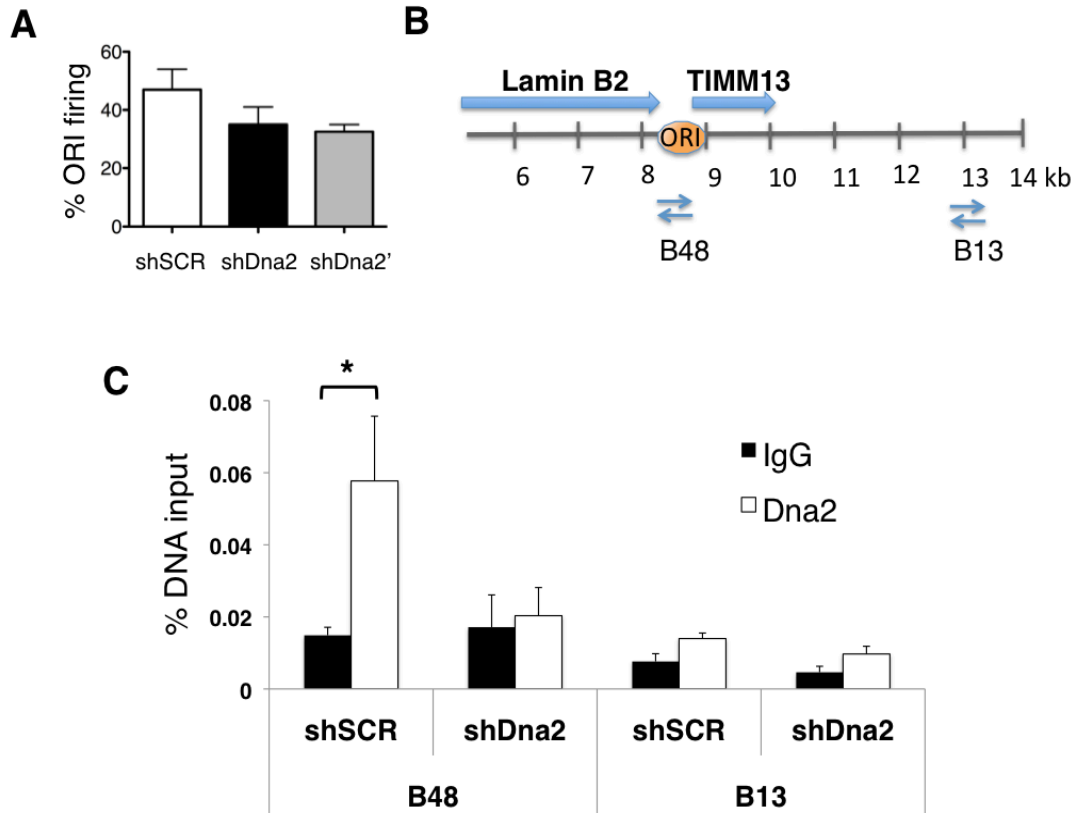 A
% ORI firing
60
40
20
0
shSCR shDna2 shDna2'
B
Lamin B2 TIMM13
ORI
6 7 8 9 10 11 12 13 14 kb
B48 B13
C
*
% DNA input
0.08
0.06
0.04
0.02
0
IgG
Dna2
shSCR shDna2 shSCR shDna2
B48 B13